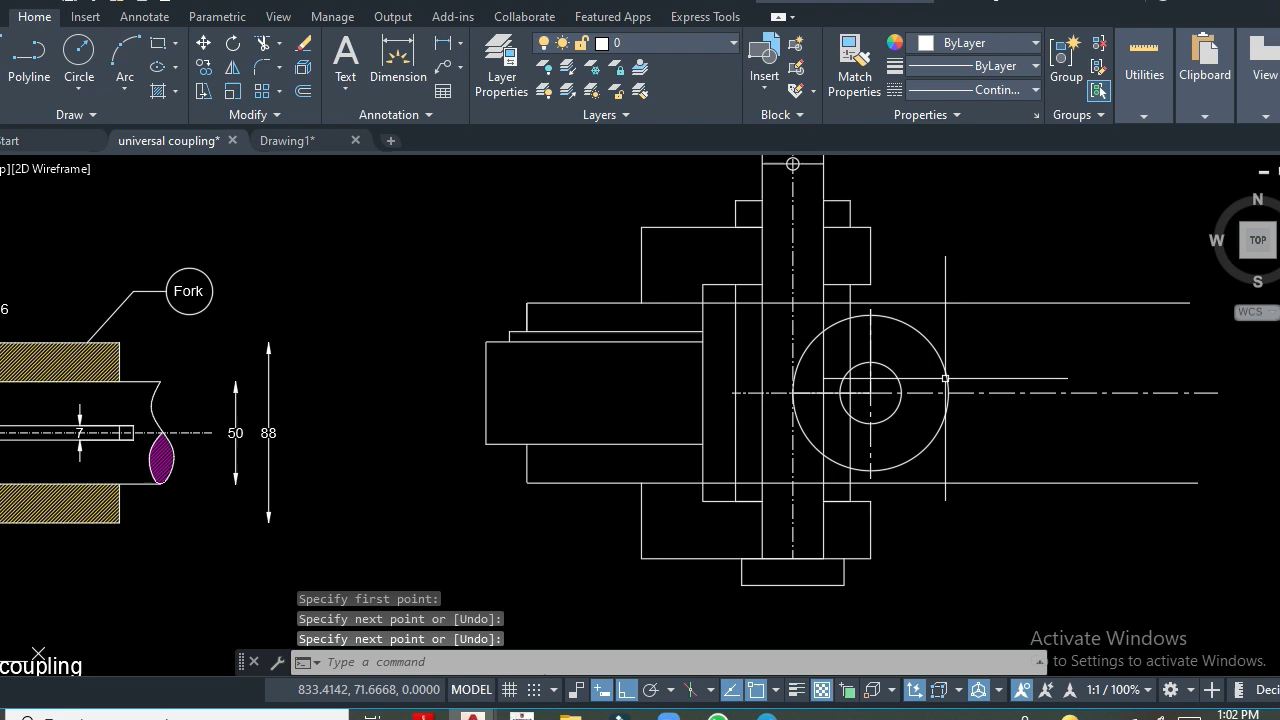 Home Insert Annotate Parametric View Manage Output Add-ins Collaborate Featured Apps Express Tools
0 ByLayer
ByLayer
Contin...
Polyline Circle Arc Text Dimension Layer Properties Insert Match Properties Group Utilities Clipboard View
Draw Modify Annotation Layers Block Properties Groups
Start universal coupling* Drawing1*
p][2D Wireframe]
N
W TOP
S
WCS
Fork
6
7
50 88
coupling
Specify first point:
Specify next point or [Undo]:
Specify next point or [Undo]:
Type a command
Activate Windows
to Settings to activate Windows.
833.4142, 71.6668, 0.0000 MODEL 1:1 / 100% Deci
1:02 PM